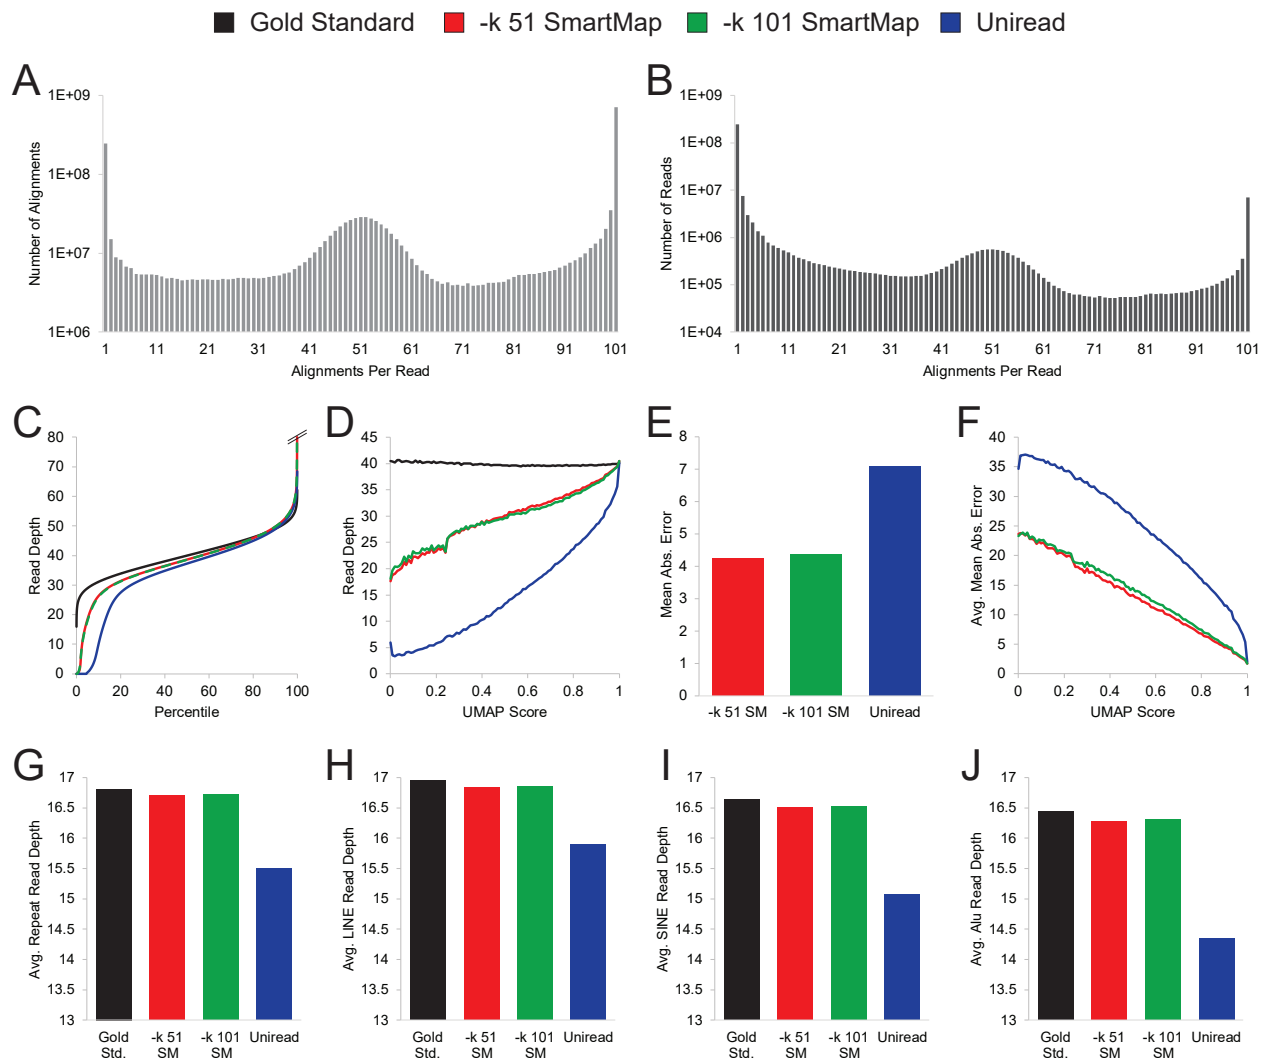 Gold Standard -k 51 SmartMap -k 101 SmartMap Uniread
A
Number of Alignments
1E+09
1E+08
1E+07
1E+06
1 11 21 31 41 51 61 71 81 91 101
Alignments Per Read
B
Number of Reads
1E+09
1E+08
1E+07
1E+06
1E+05
1E+04
1 11 21 31 41 51 61 71 81 91 101
Alignments Per Read
C
Read Depth
80
70
60
50
40
30
20
10
0
0 20 40 60 80 100
Percentile
D
Read Depth
45
40
35
30
25
20
15
10
5
0
0 0.2 0.4 0.6 0.8 1
UMAP Score
E
Mean Abs. Error
8
7
6
5
4
3
2
1
0
-k 51 SM -k 101 SM Uniread
F
Avg. Mean Abs. Error
40
35
30
25
20
15
10
5
0
0 0.2 0.4 0.6 0.8 1
UMAP Score
G
Avg. Repeat Read Depth
17
16.5
16
15.5
15
14.5
14
13.5
13
Gold -k 51 -k 101 Uniread
Std. SM SM
H
Avg. LINE Read Depth
17
16.5
16
15.5
15
14.5
14
13.5
13
Gold -k 51 -k 101 Uniread
Std. SM SM
I
Avg. SINE Read Depth
17
16.5
16
15.5
15
14.5
14
13.5
13
Gold -k 51 -k 101 Uniread
Std. SM SM
J
Avg. Alu Read Depth
17
16.5
16
15.5
15
14.5
14
13.5
13
Gold -k 51 -k 101 Uniread
Std. SM SM